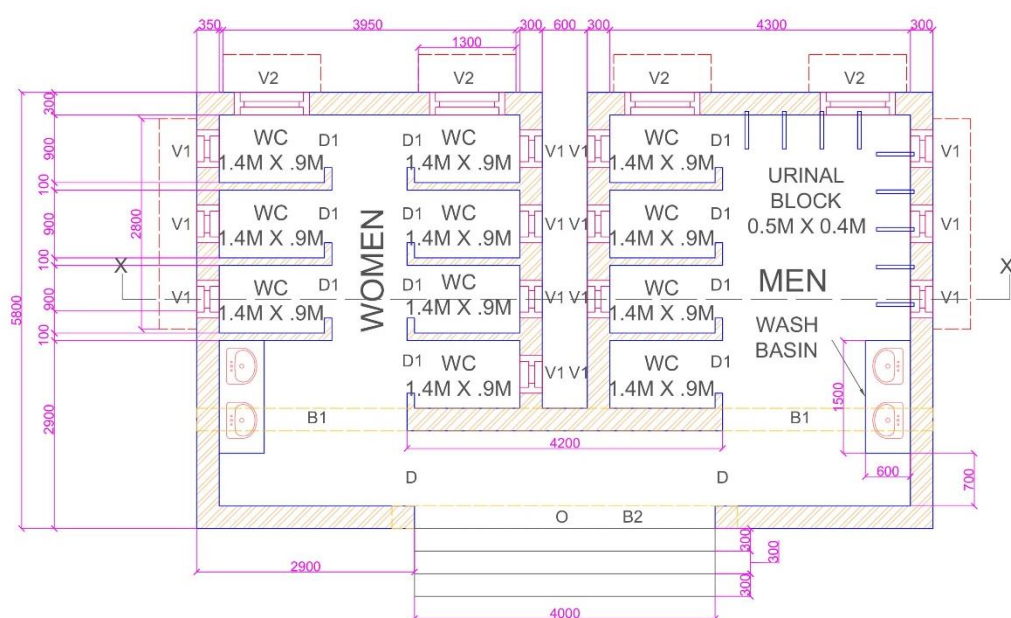 350 3950 300 600 300 4300 300
1300
V2 V2 V2 V2
300
WC D1 D1 WC WC D1
V1 1.4M X .9M 1.4M X .9M V1 V1 1.4M X .9M V1
900
URINAL
BLOCK
0.5M X 0.4M
100
WC D1 D1 WC WC D1
V1 1.4M X .9M 1.4M X .9M V1 V1 1.4M X .9M V1
900
2800
WOMEN
100
MEN
X X
WC D1 D1 WC WC D1
V1 1.4M X .9M 1.4M X .9M V1 V1 1.4M X .9M V1
900
5800
100
WASH
BASIN
D1 WC WC D1
1.4M X .9M V1 V1 1.4M X .9M
1500
2900
B1 B1
4200
600
700
D D
O B2
2900
300
300
300
4000